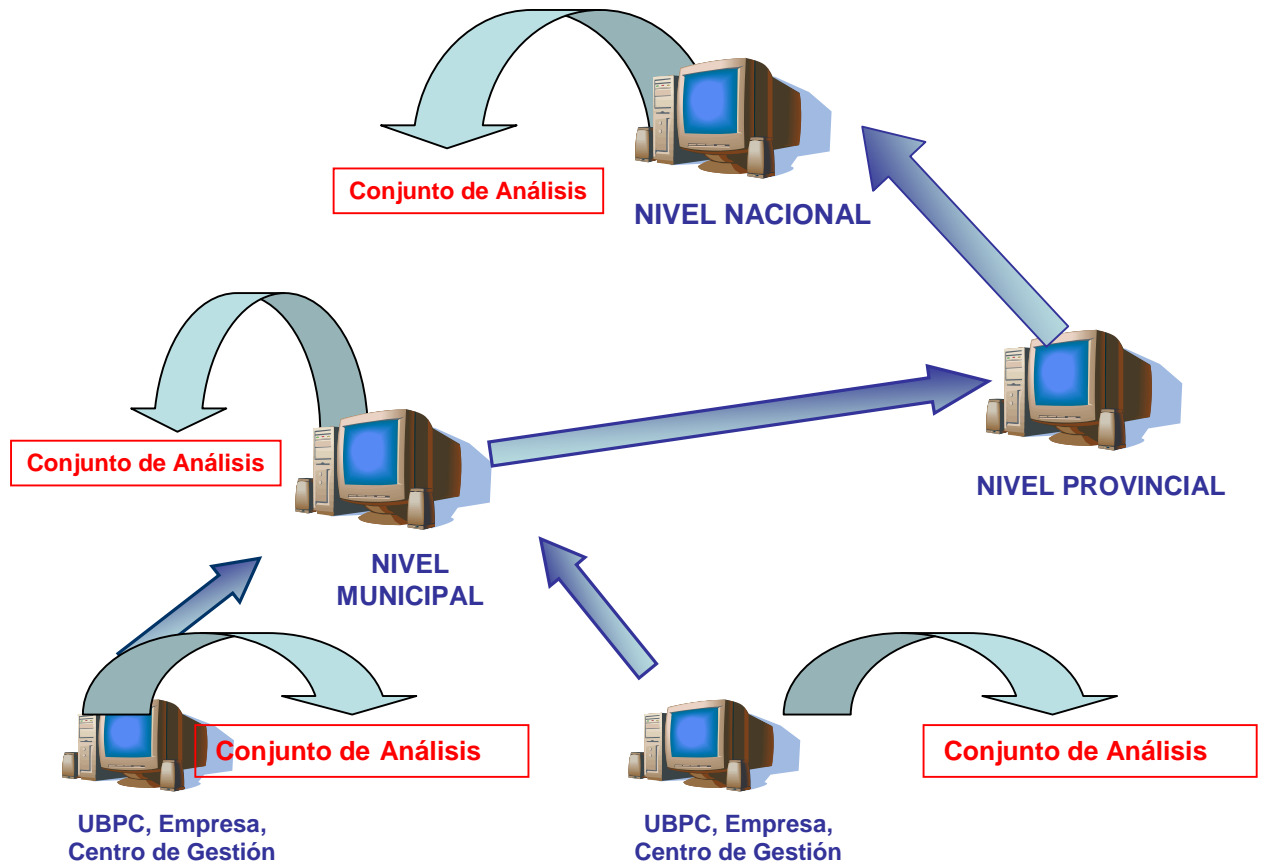 Conjunto de Análisis
NIVEL NACIONAL
Conjunto de Análisis
NIVEL PROVINCIAL
NIVEL
MUNICIPAL
Conjunto de Análisis
Conjunto de Análisis
UBPC, Empresa,
Centro de Gestión
UBPC, Empresa,
Centro de Gestión